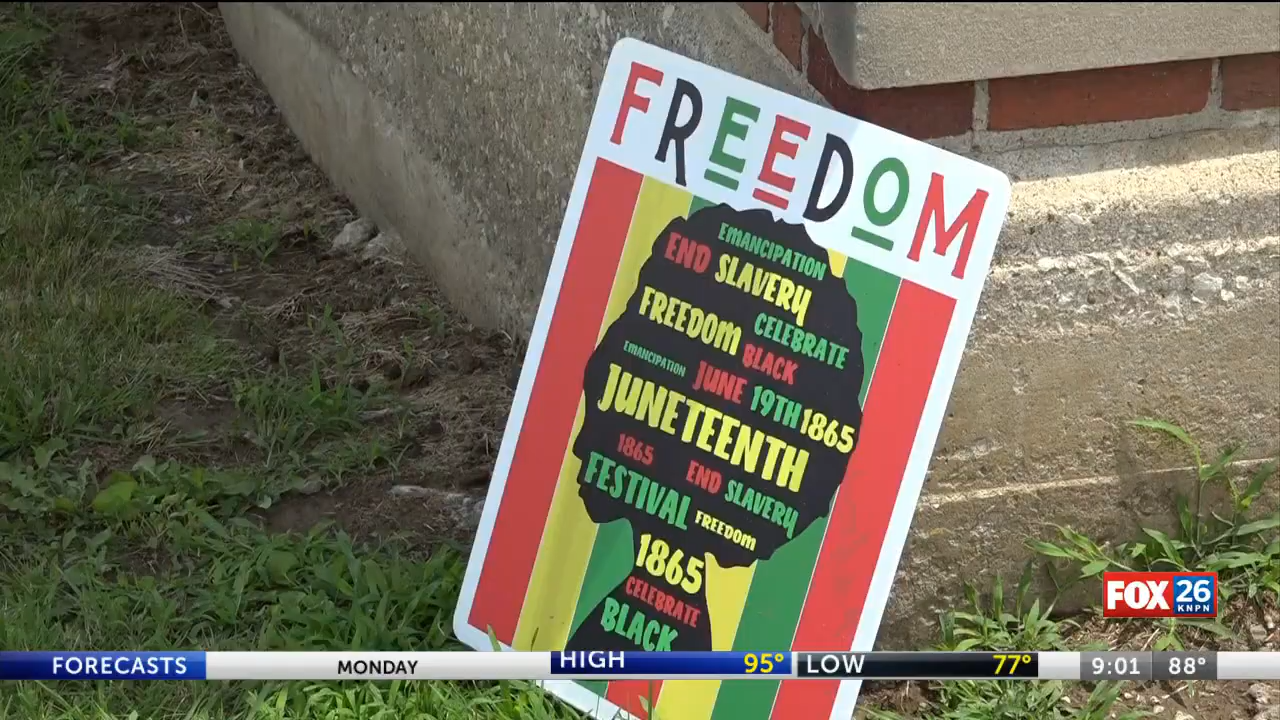 FREEDOM
EMANCIPATION
END SLAVERY
FREEDOM CELEBRATE
EMANCIPATION BLACK
JUNE 19TH 1865
JUNETEENTH
1865 END SLAVERY
FESTIVAL FREEDOM
1865
CELEBRATE
BLACK
FOX 26
KNPN
FORECASTS MONDAY HIGH 95° LOW 77° 9:01 88°